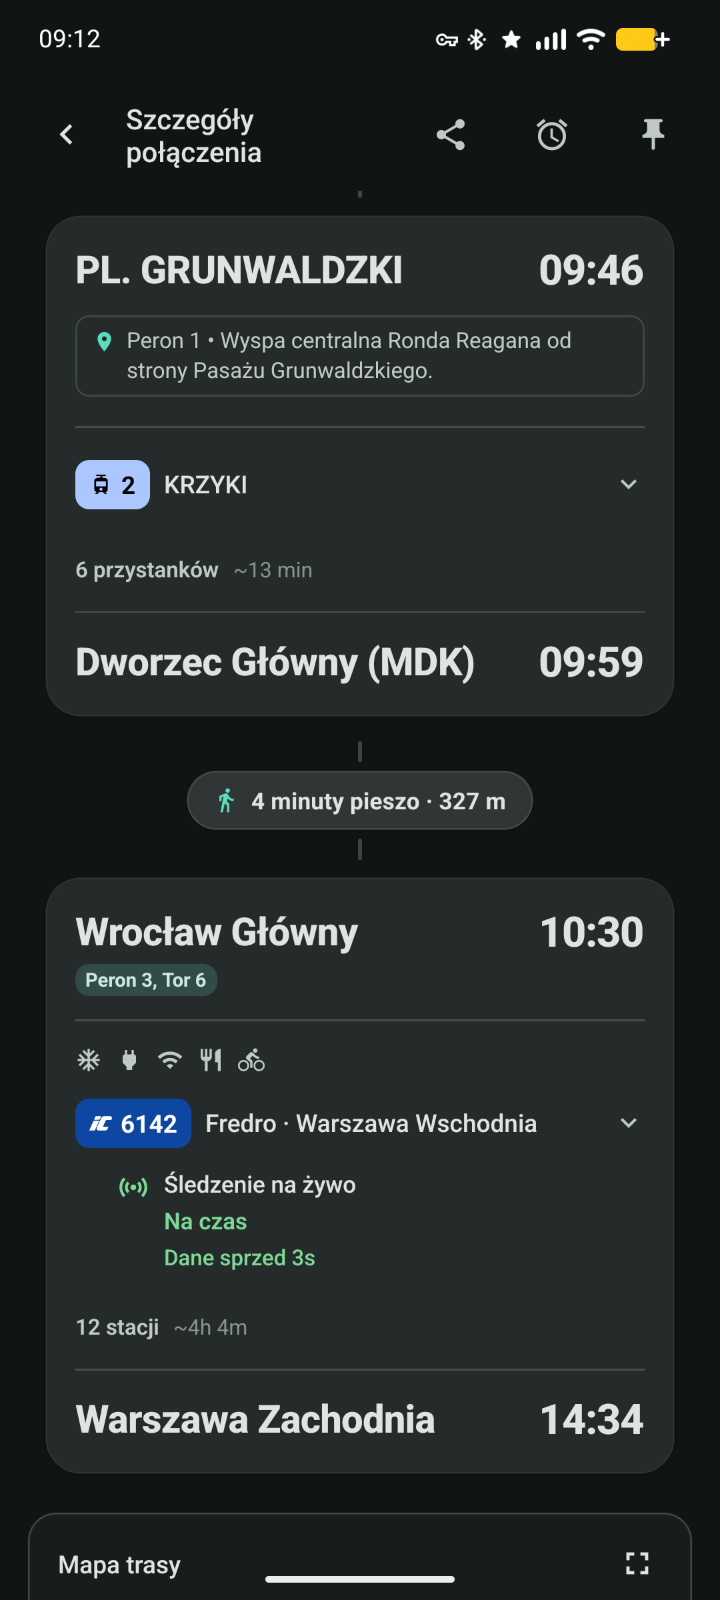 09:12
Szczegóły
połączenia
PL. GRUNWALDZKI 09:46
Peron 1 • Wyspa centralna Ronda Reagana od
strony Pasażu Grunwaldzkiego.
2 KRZYKI
6 przystanków ~13 min
Dworzec Główny (MDK) 09:59
4 minuty pieszo · 327 m
Wrocław Główny 10:30
Peron 3, Tor 6
IC 6142 Fredro · Warszawa Wschodnia
Śledzenie na żywo
Na czas
Dane sprzed 3s
12 stacji ~4h 4m
Warszawa Zachodnia 14:34
Mapa trasy